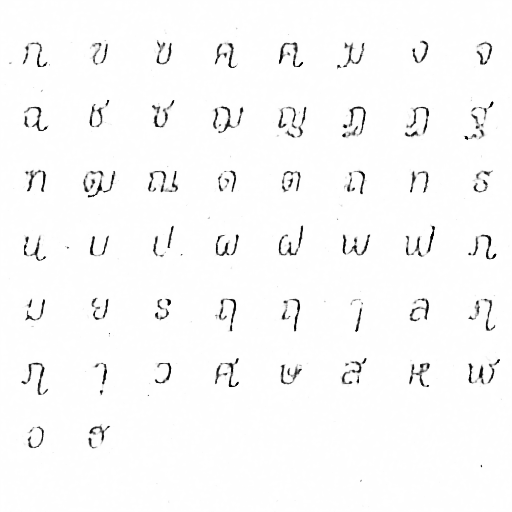 ก ข ฃ ค ฅ ฆ ง จ
ฉ ช ซ ฌ ญ ฎ ฏ ฐ
ฑ ฒ ณ ด ต ถ ท ธ
น บ ป ผ ฝ พ ฟ ภ
ม ย ร ฤ ฤ ๅ ล ฦ
ฦ ๅ ว ศ ษ ส ห ฬ
อ ฮ